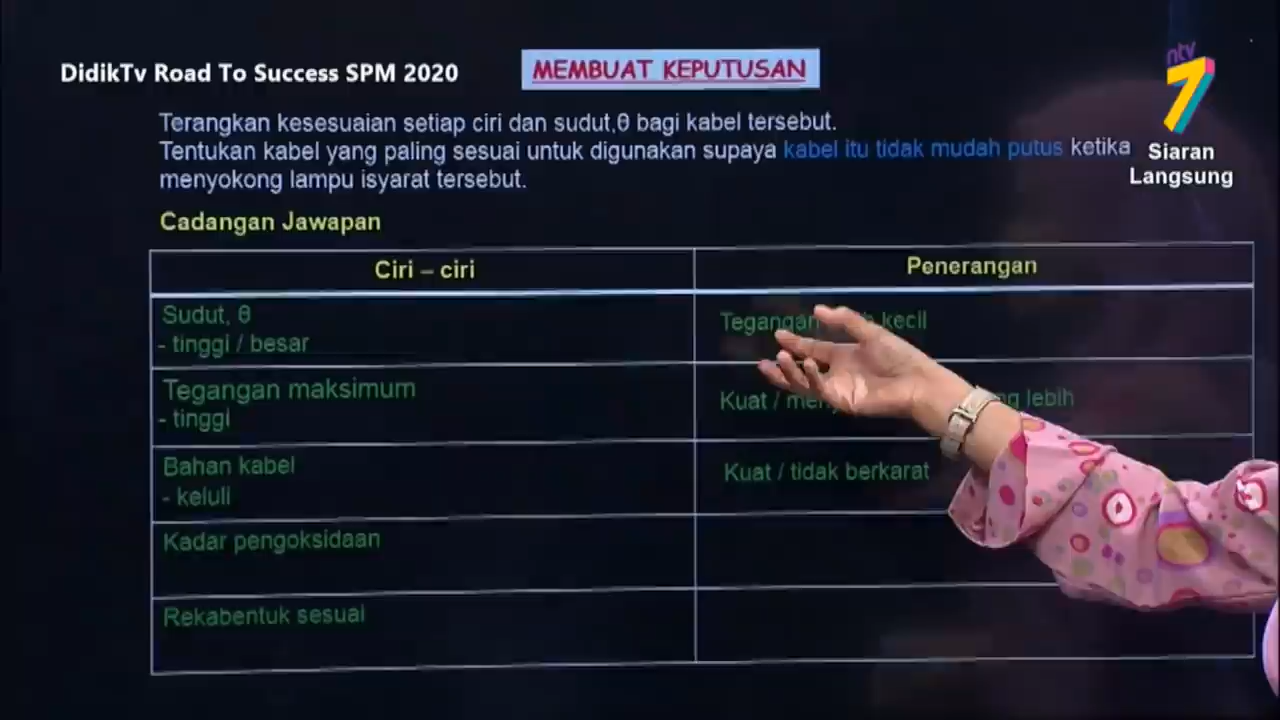 DidikTv Road To Success SPM 2020
MEMBUAT KEPUTUSAN
ntv
7
Siaran
Langsung
Terangkan kesesuaian setiap ciri dan sudut,θ bagi kabel tersebut.
Tentukan kabel yang paling sesuai untuk digunakan supaya kabel itu tidak mudah putus ketika
menyokong lampu isyarat tersebut.
Cadangan Jawapan
Ciri – ciri
Penerangan
Sudut, θ
- tinggi / besar
Tegangan kecil
Tegangan maksimum
- tinggi
Kuat / lebih
Bahan kabel
- keluli
Kuat / tidak berkarat
Kadar pengoksidaan
Rekabentuk sesuai